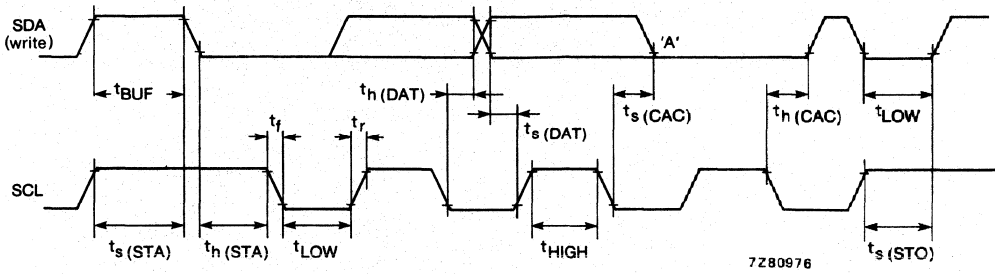 SDA
(write)
'A'
tBUF
th (DAT)
ts (CAC)
th (CAC)
tLOW
tf
tr
ts (DAT)
SCL
ts (STA)
th (STA)
tLOW
tHIGH
ts (STO)
7Z80976